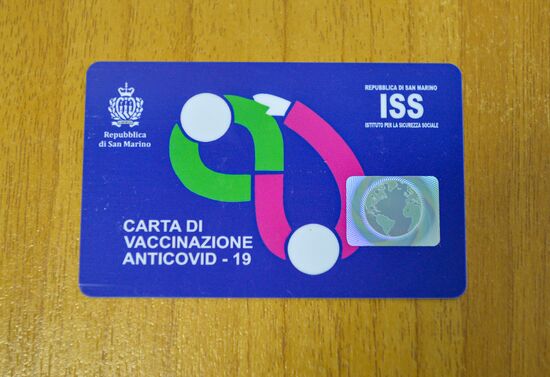 Repubblica
di San Marino
REPUBBLICA DI SAN MARINO
ISS
ISTITUTO PER LA SICUREZZA SOCIALE
CARTA DI
VACCINAZIONE
ANTICOVID - 19